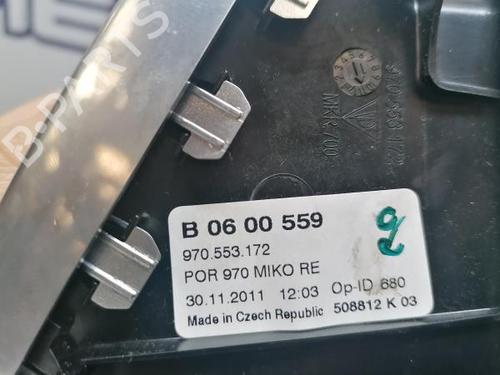 B-PARTS
B 06 00 559
970.553.172
POR 970 MIKO RE
30.11.2011 12:03 Op-ID 680
Made in Czech Republic 508812 K 03